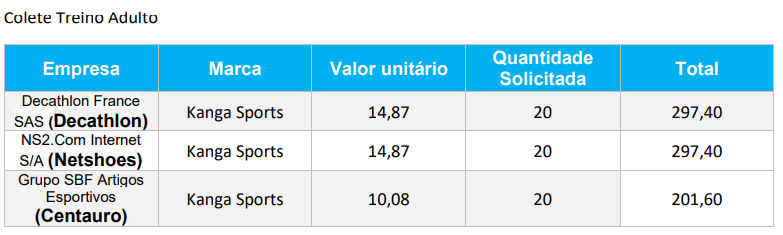 Colete Treino Adulto
Empresa Marca Valor unitário Quantidade Solicitada Total
Decathlon France SAS (Decathlon) Kanga Sports 14,87 20 297,40
NS2.Com Internet S/A (Netshoes) Kanga Sports 14,87 20 297,40
Grupo SBF Artigos Esportivos (Centauro) Kanga Sports 10,08 20 201,60